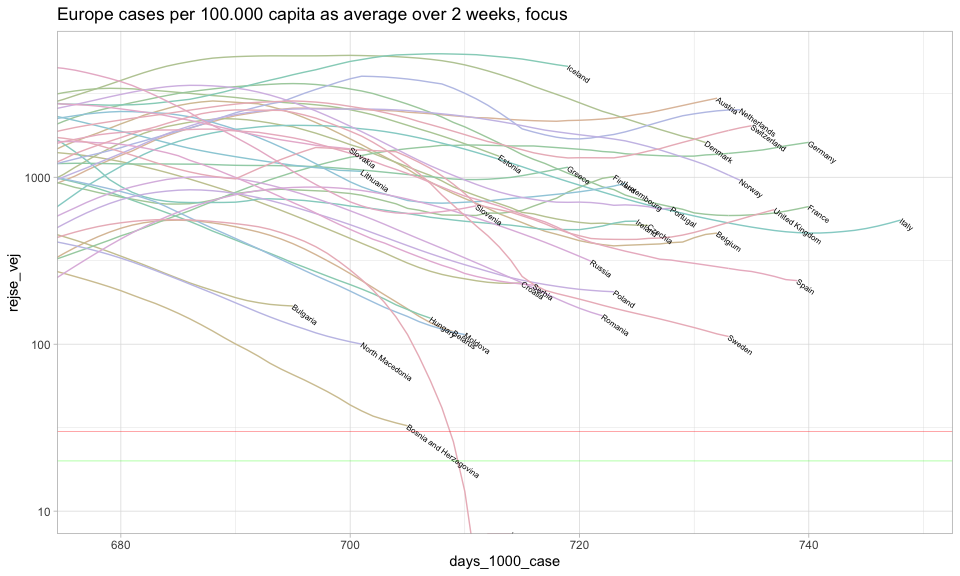 Europe cases per 100.000 capita as average over 2 weeks, focus
rejse_vej
1000
100
10
Iceland
Austria
Netherlands
Switzerland
Germany
Denmark
Slovakia
Estonia
Lithuania
Greece
Finland
Luxembourg
Norway
Slovenia
Portugal
United Kingdom
France
Ireland
Czechia
Belgium
Italy
Russia
Spain
Croatia
Serbia
Poland
Bulgaria
Romania
Hungary
Belarus
Moldova
Sweden
North Macedonia
Bosnia and Herzegovina
680
700
720
740
days_1000_case